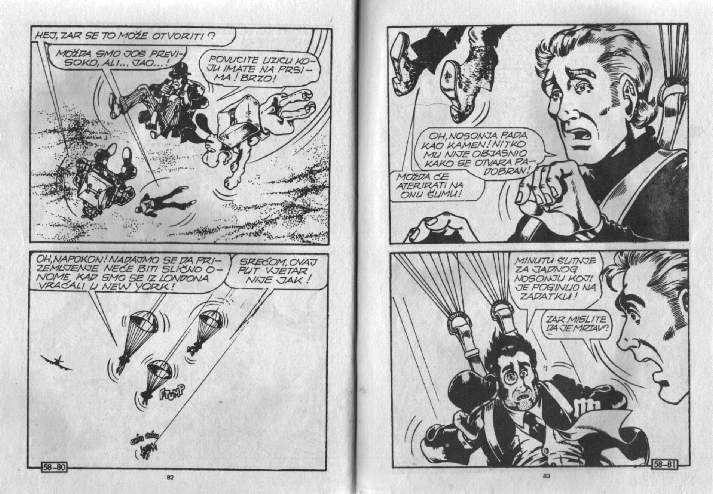 HEJ, ZAR SE TO MOŽE OTVORITI?
MOŽDA SMO JOŠ PREVI-
SOKO, ALI... JAO...!
POVUCITE UZICU KO-
JU IMATE NA PRSI-
MA! BRZO!
OH, NAPOKON! NADAJMO SE DA PRI-
ZEMLJENJE NEĆE BITI SLIČNO O-
NOME KAD SMO SE IZ LONDONA
VRAĆALI U NEW YORK!
SREĆOM, OVAJ
PUT VJETAR
NIJE JAK!
58-80
82
OH, NOSONJA PADA
KAO KAMEN! NITKO
MU NIJE OBJASNIO
KAKO SE OTVARA PA-
DOBRAN!
MOŽDA ĆE
ATERIRATI NA
ONU ŠUMU!
MINUTU ŠUTNJE
ZA JADNOG
NOSONJU KOJI
JE POGINUO NA
ZADATKU!
ZAR MISLITE
DA JE MRTAV?
58-81
83